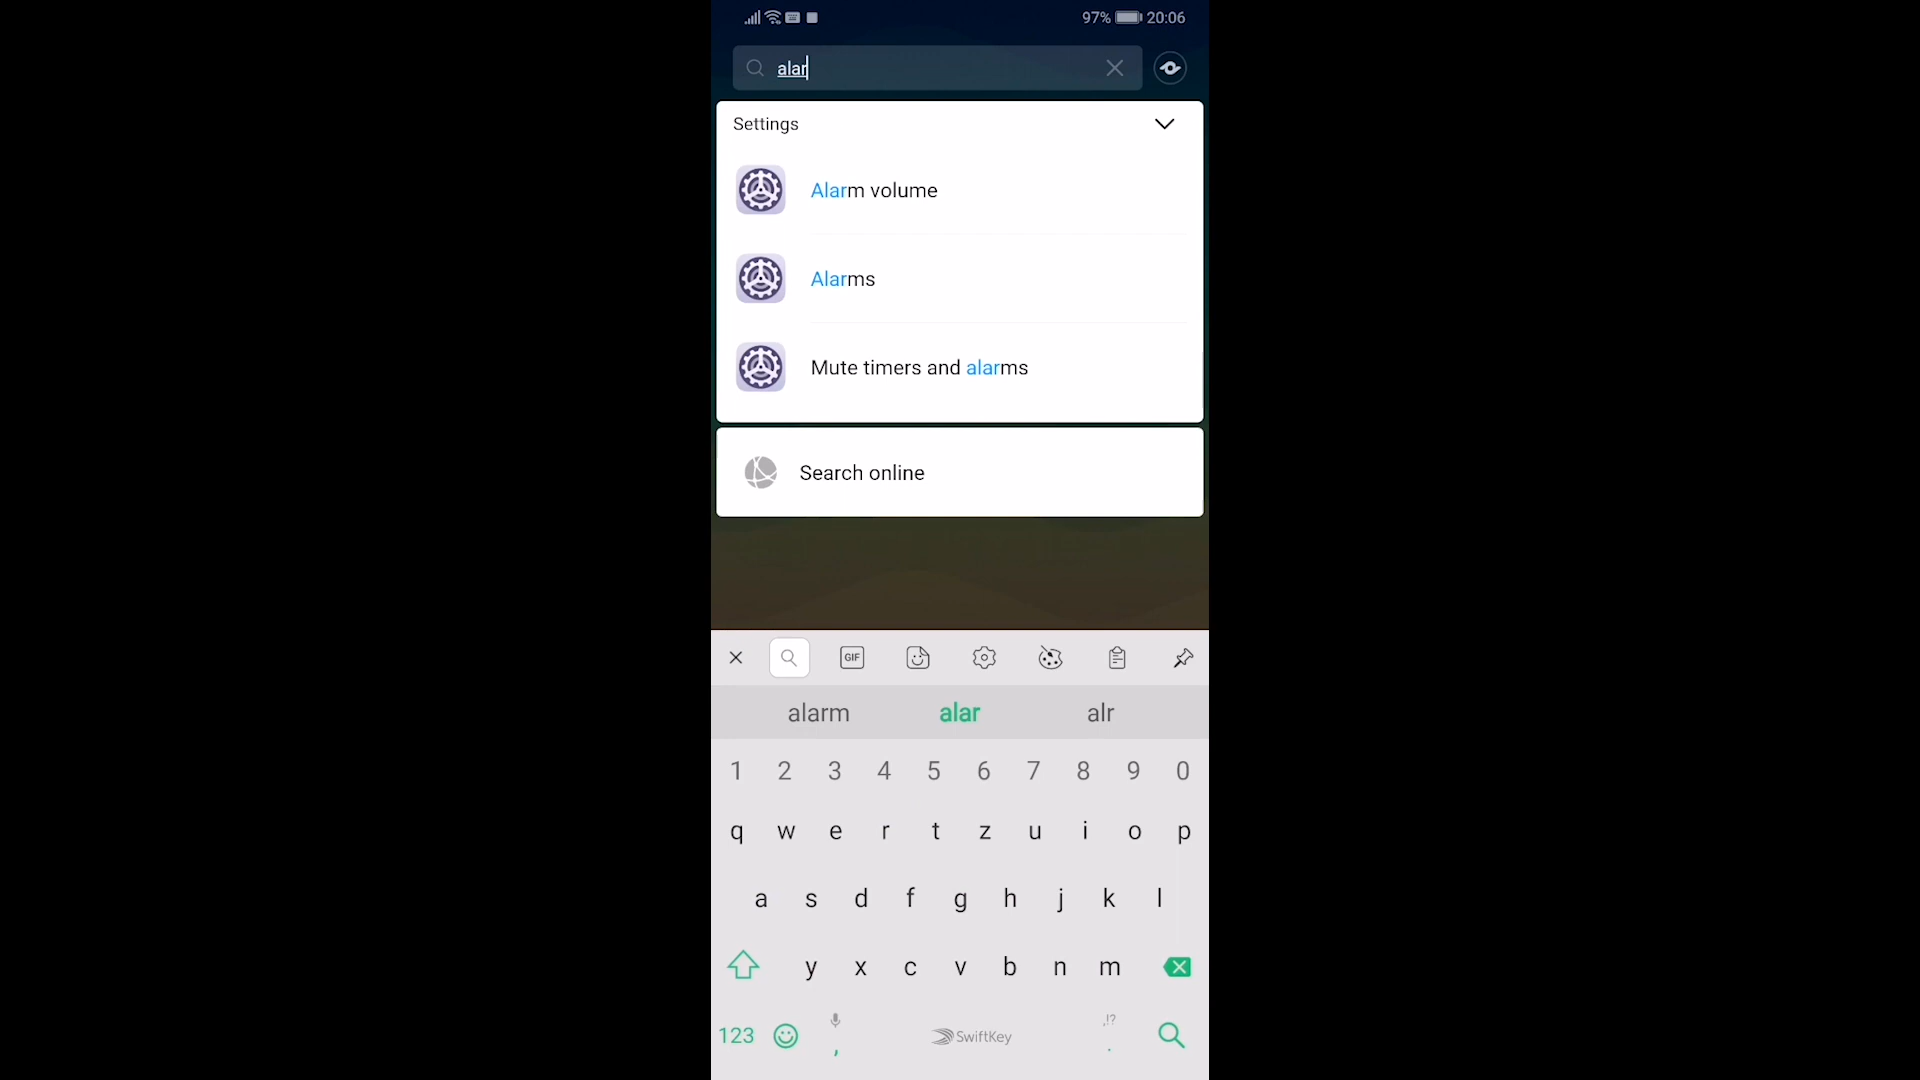 97% 20:06
alar
Settings
Alarm volume
Alarms
Mute timers and alarms
Search online
GIF
alarm alar alr
1 2 3 4 5 6 7 8 9 0
q w e r t z u i o p
a s d f g h j k l
y x c v b n m
123 , SwiftKey ,!? .